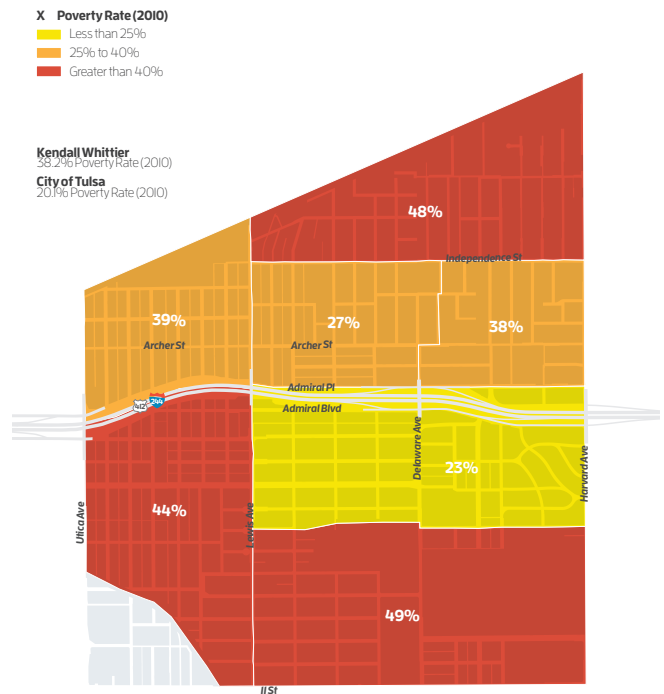 X Poverty Rate (2010)
Less than 25%
25% to 40%
Greater than 40%
Kendall Whittier
38.2% Poverty Rate (2010)
City of Tulsa
20.1% Poverty Rate (2010)
48%
Independence St
39%
27%
38%
Archer St
Archer St
Admiral Pl
412
244
Admiral Blvd
Delaware Ave
23%
Harvard Ave
44%
Utica Ave
Lewis Ave
49%
11 St